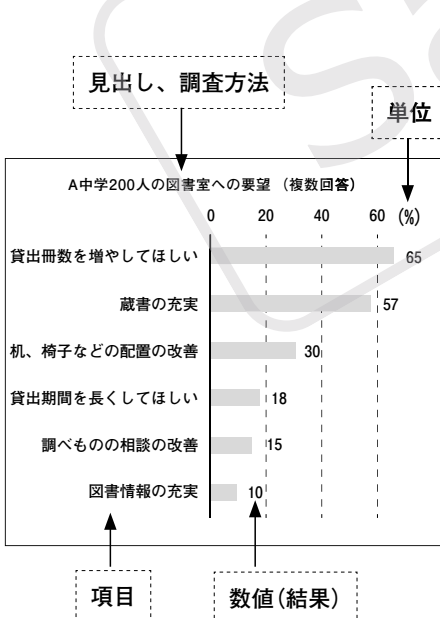 見出し、調査方法
単位
A中学200人の図書室への要望 （複数回答）
0 20 40 60 (%)
貸出冊数を増やしてほしい 65
蔵書の充実 57
机、椅子などの配置の改善 30
貸出期間を長くしてほしい 18
調べものの相談の改善 15
図書情報の充実 10
項目
数値(結果)